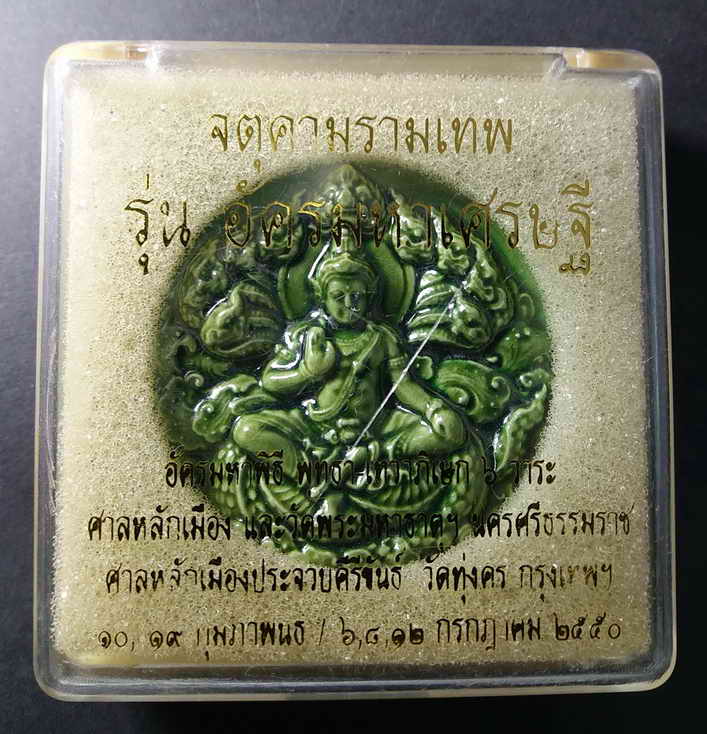 จตุคามรามเทพ
รุ่น อัครมหาเศรษฐี
อัครมหาพิธี พุทธา-เทวาภิเษก ๖ วาระ
ศาลหลักเมือง และวัดพระมหาธาตุฯ นครศรีธรรมราช
ศาลหลักเมืองประจวบคีรีขันธ์ วัดทุ่งครุ กรุงเทพฯ
๑๐, ๑๙ กุมภาพนธ / ๖,๘,๑๒ กรกฎาคม ๒๕๕๐